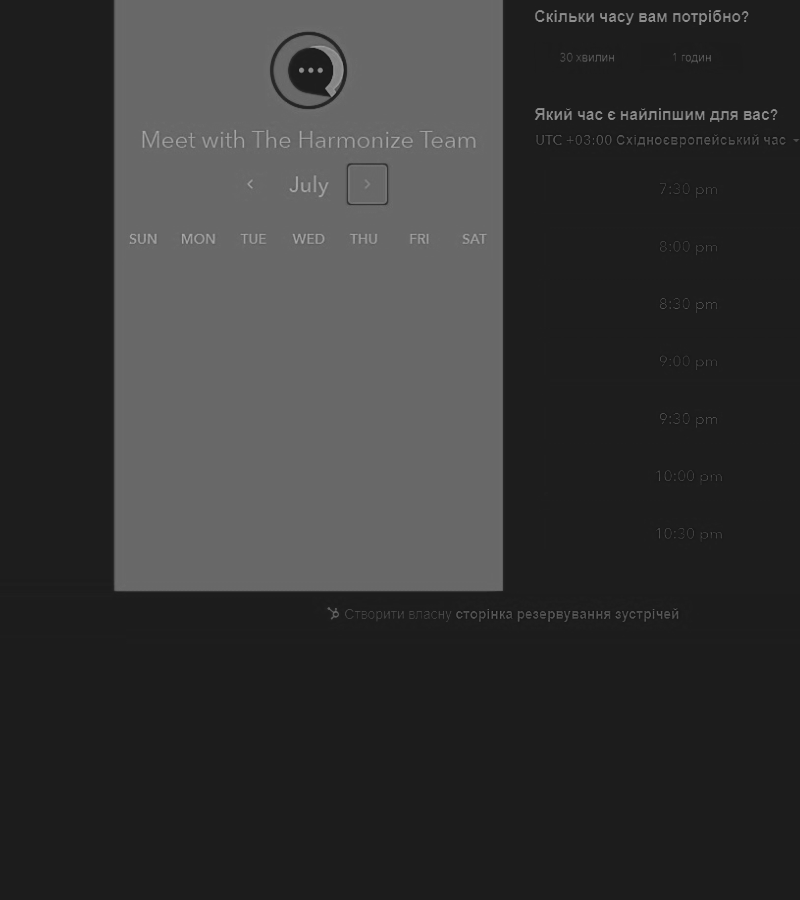 Meet with The Harmonize Team
July
SUN MON TUE WED THU FRI SAT
Скільки часу вам потрібно?
30 хвилин 1 годин
Який час є найліпшим для вас?
UTC +03:00 Східноєвропейський час
7:30 pm
8:00 pm
8:30 pm
9:00 pm
9:30 pm
10:00 pm
10:30 pm
Створити власну сторінка резервування зустрічей